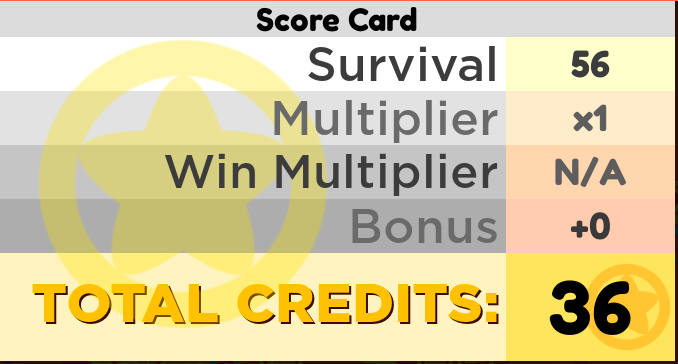 Score Card
Survival 56
Multiplier x1
Win Multiplier N/A
Bonus +0
TOTAL CREDITS: 36